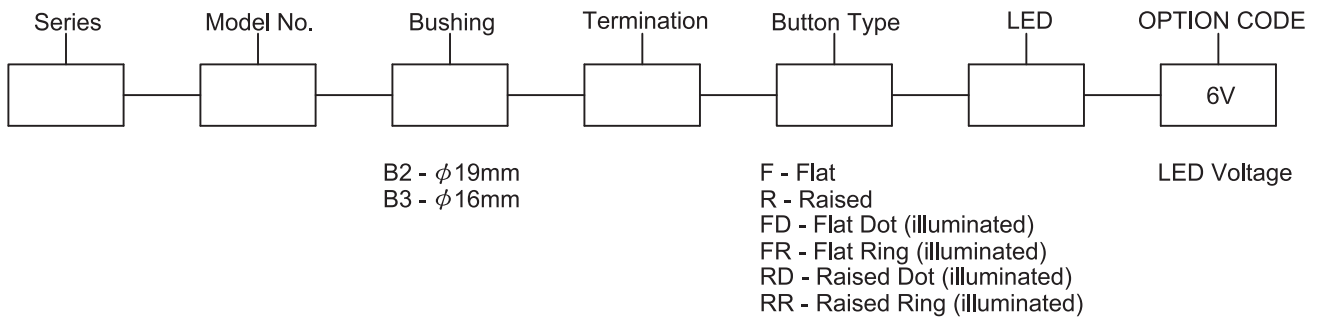 Series Model No. Bushing Termination Button Type LED OPTION CODE
6V
B2 - ϕ19mm
B3 - ϕ16mm
F - Flat
R - Raised
FD - Flat Dot (illuminated)
FR - Flat Ring (illuminated)
RD - Raised Dot (illuminated)
RR - Raised Ring (illuminated)
LED Voltage